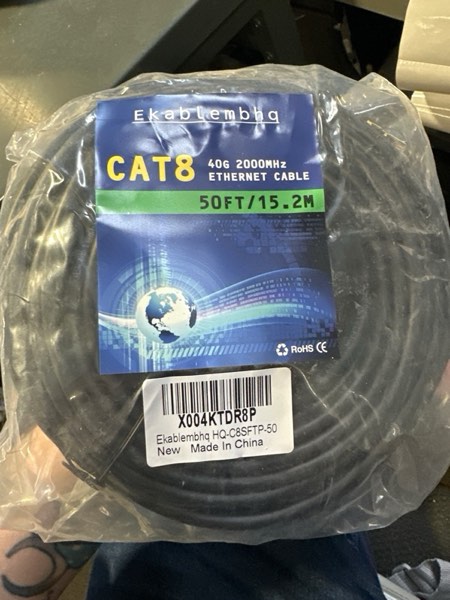 Ekablembhq
CAT8 40G 2000MHz
ETHERNET CABLE
50FT/15.2M
RoHS CE
X004KTDR8P
Ekablembhq HQ-C8SFTP-50
New Made In China